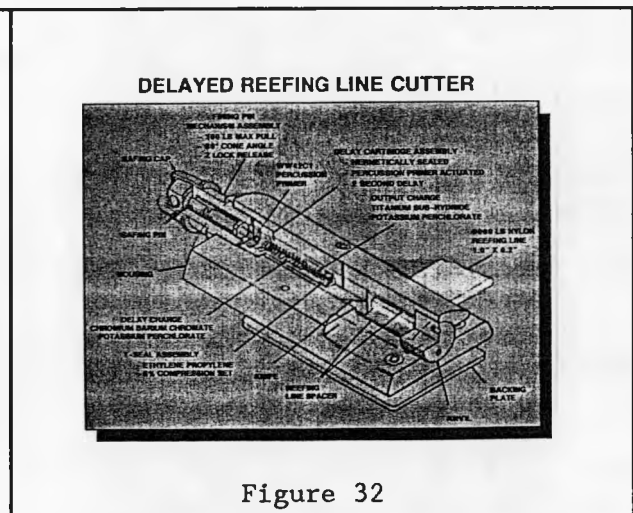 DELAYED REEFING LINE CUTTER
FIRING PIN
MECHANISM ASSEMBLY
LB MAX PULL
CONE ANGLE
LOCK RELEASE
SAFING CAP
PERCUSSION
PRIMER
DELAY CARTRIDGE ASSEMBLY
HERMETICALLY SEALED
PERCUSSION PRIMER ACTUATED
SECOND DELAY
OUTPUT CHARGE
TITANIUM SUB-HYDRIDE
POTASSIUM PERCHLORATE
LB NYLON
REEFING LINE
SAFING PIN
HOUSING
DELAY CHARGE
CHROMIUM BARIUM CHROMATE
POTASSIUM PERCHLORATE
SEAL ASSEMBLY
ETHYLENE PROPYLENE
COMPRESSION SET
KNIFE
REEFING
LINE SPACER
BACKING
PLATE
ANVIL
Figure 32